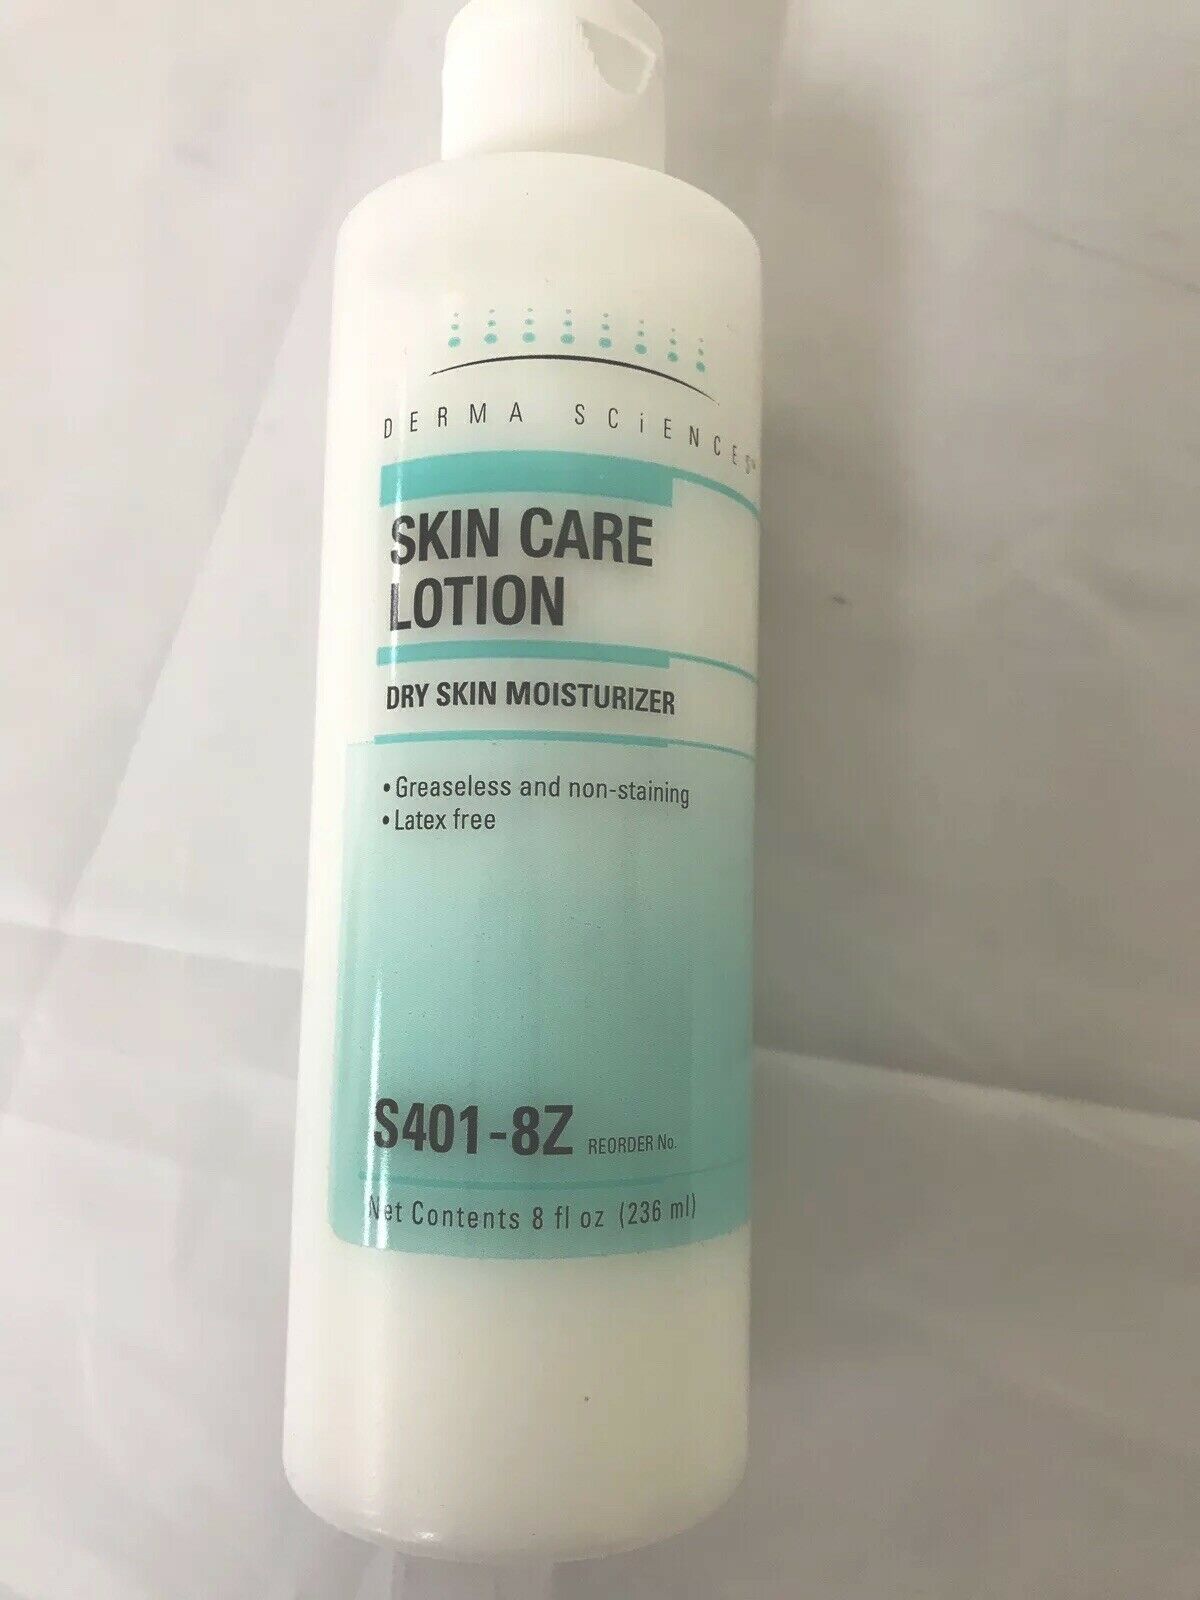 DERMA SCiENCES™
SKIN CARE
LOTION
DRY SKIN MOISTURIZER
• Greaseless and non-staining
• Latex free
S401-8Z REORDER No.
Net Contents 8 fl oz (236 ml)